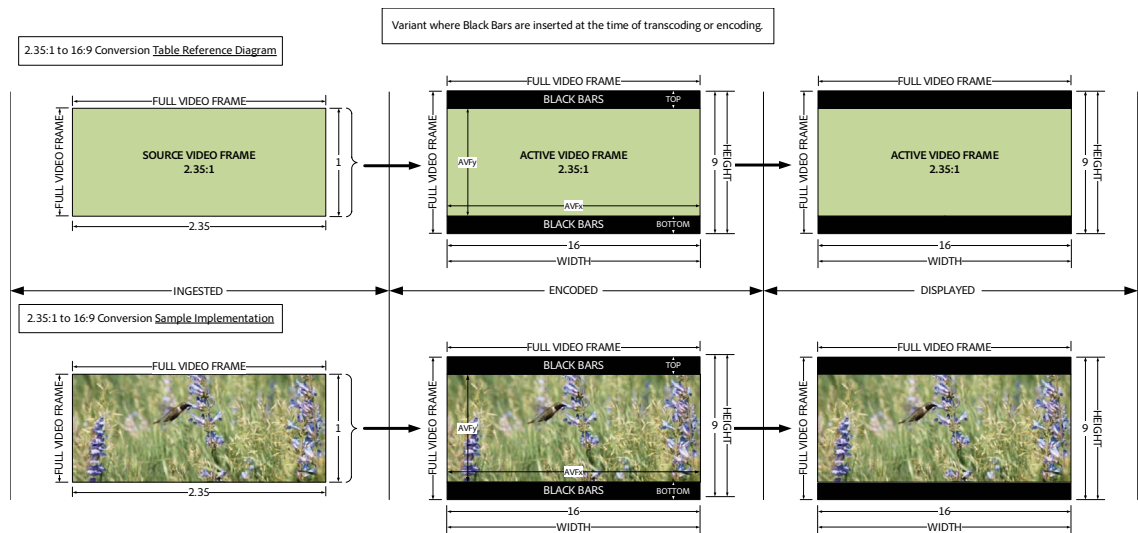 Variant where Black Bars are inserted at the time of transcoding or encoding.
2.35:1 to 16:9 Conversion Table Reference Diagram
FULL VIDEO FRAME
FULL VIDEO FRAME
SOURCE VIDEO FRAME
2.35:1
1
2.35
FULL VIDEO FRAME
FULL VIDEO FRAME
BLACK BARS
TOP
AVFy
ACTIVE VIDEO FRAME
2.35:1
AVFx
BLACK BARS
BOTTOM
9
HEIGHT
16
WIDTH
FULL VIDEO FRAME
FULL VIDEO FRAME
ACTIVE VIDEO FRAME
2.35:1
9
HEIGHT
16
WIDTH
INGESTED
ENCODED
DISPLAYED
2.35:1 to 16:9 Conversion Sample Implementation
FULL VIDEO FRAME
FULL VIDEO FRAME
1
2.35
FULL VIDEO FRAME
FULL VIDEO FRAME
BLACK BARS
TOP
AVFy
AVFx
BLACK BARS
BOTTOM
9
HEIGHT
16
WIDTH
FULL VIDEO FRAME
FULL VIDEO FRAME
9
HEIGHT
16
WIDTH